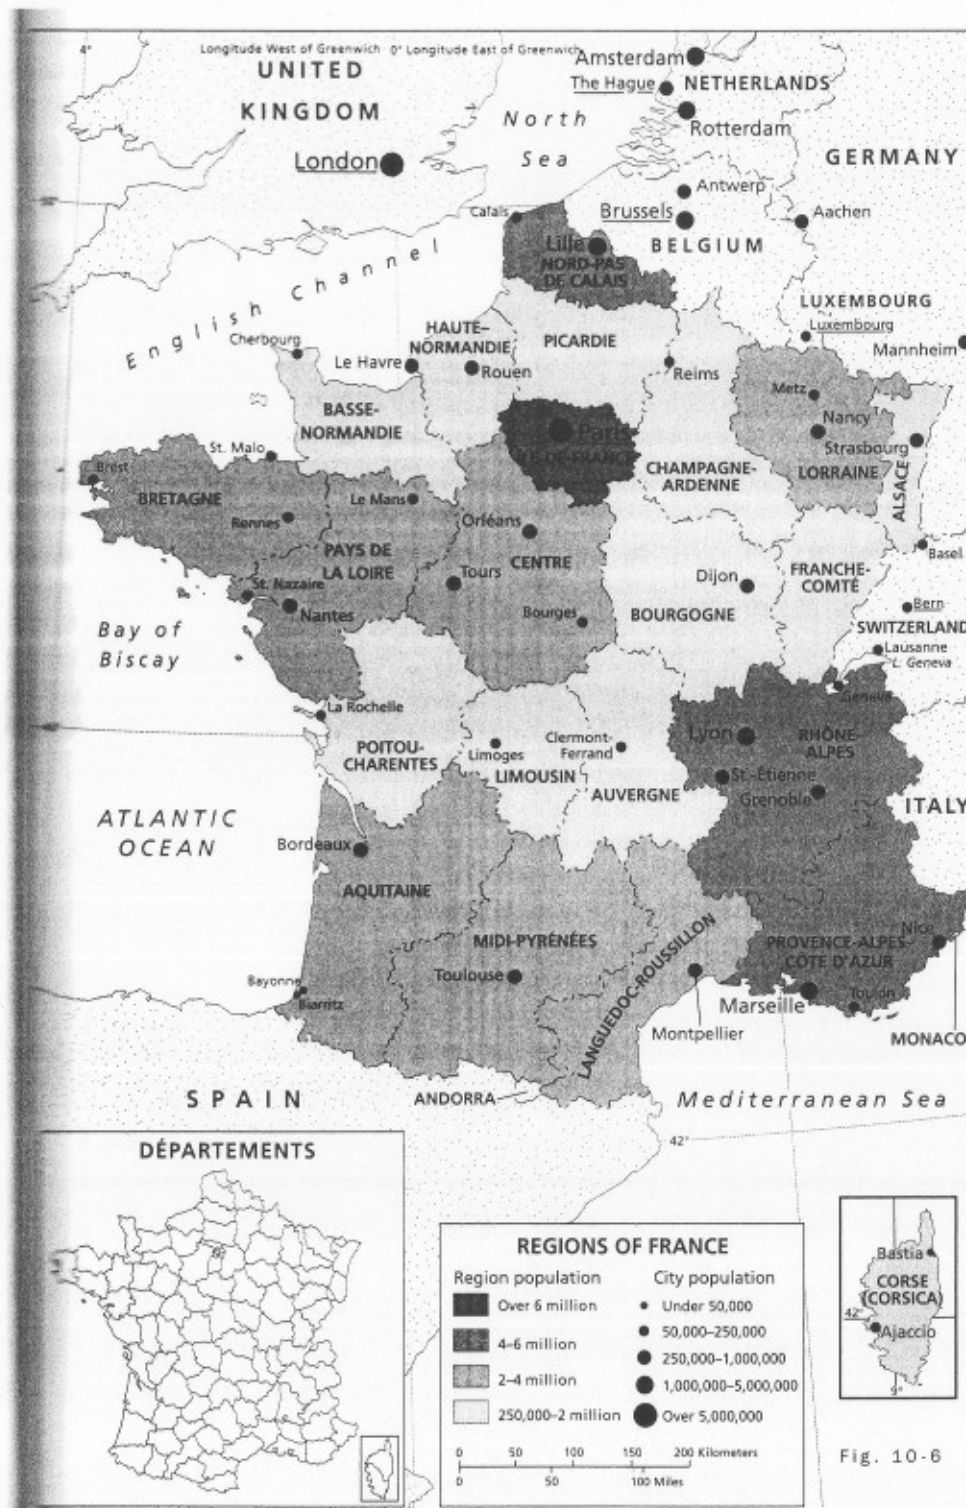 4°
Longitude West of Greenwich 0° Longitude East of Greenwich
UNITED
KINGDOM
London
North
Sea
Amsterdam
The Hague
NETHERLANDS
Rotterdam
GERMANY
Antwerp
Brussels
Aachen
BELGIUM
Calais
Lille
NORD-PAS
DE CALAIS
English Channel
LUXEMBOURG
Luxembourg
Mannheim
Cherbourg
HAUTE-
NORMANDIE
PICARDIE
Le Havre
Rouen
Reims
Metz
Nancy
Strasbourg
LORRAINE
ALSACE
BASSE-
NORMANDIE
Paris
ILE-DE-FRANCE
CHAMPAGNE-
ARDENNE
St. Malo
Brest
BRETAGNE
Rennes
Le Mans
Orléans
PAYS DE
LA LOIRE
CENTRE
Tours
Bourges
St. Nazaire
Nantes
Dijon
BOURGOGNE
FRANCHE-
COMTÉ
Basel
Bern
SWITZERLAND
Lausanne
L. Geneva
Geneva
Bay of
Biscay
La Rochelle
POITOU-
CHARENTES
Limoges
LIMOUSIN
Clermont-
Ferrand
AUVERGNE
Lyon
RHÔNE-
ALPES
St.-Étienne
Grenoble
ITALY
ATLANTIC
OCEAN
Bordeaux
AQUITAINE
MIDI-PYRÉNÉES
Toulouse
LANGUEDOC-ROUSSILLON
Nice
PROVENCE-ALPES-
CÔTE D'AZUR
Bayonne
Biarritz
Marseille
Toulon
Montpellier
MONACO
SPAIN
ANDORRA
Mediterranean Sea
42°
DÉPARTEMENTS
REGIONS OF FRANCE
Region population
Over 6 million
4–6 million
2–4 million
250,000–2 million
City population
Under 50,000
50,000–250,000
250,000–1,000,000
1,000,000–5,000,000
Over 5,000,000
0 50 100 150 200 Kilometers
0 50 100 Miles
Bastia
CORSE
(CORSICA)
42°
Ajaccio
9°
Fig. 10-6